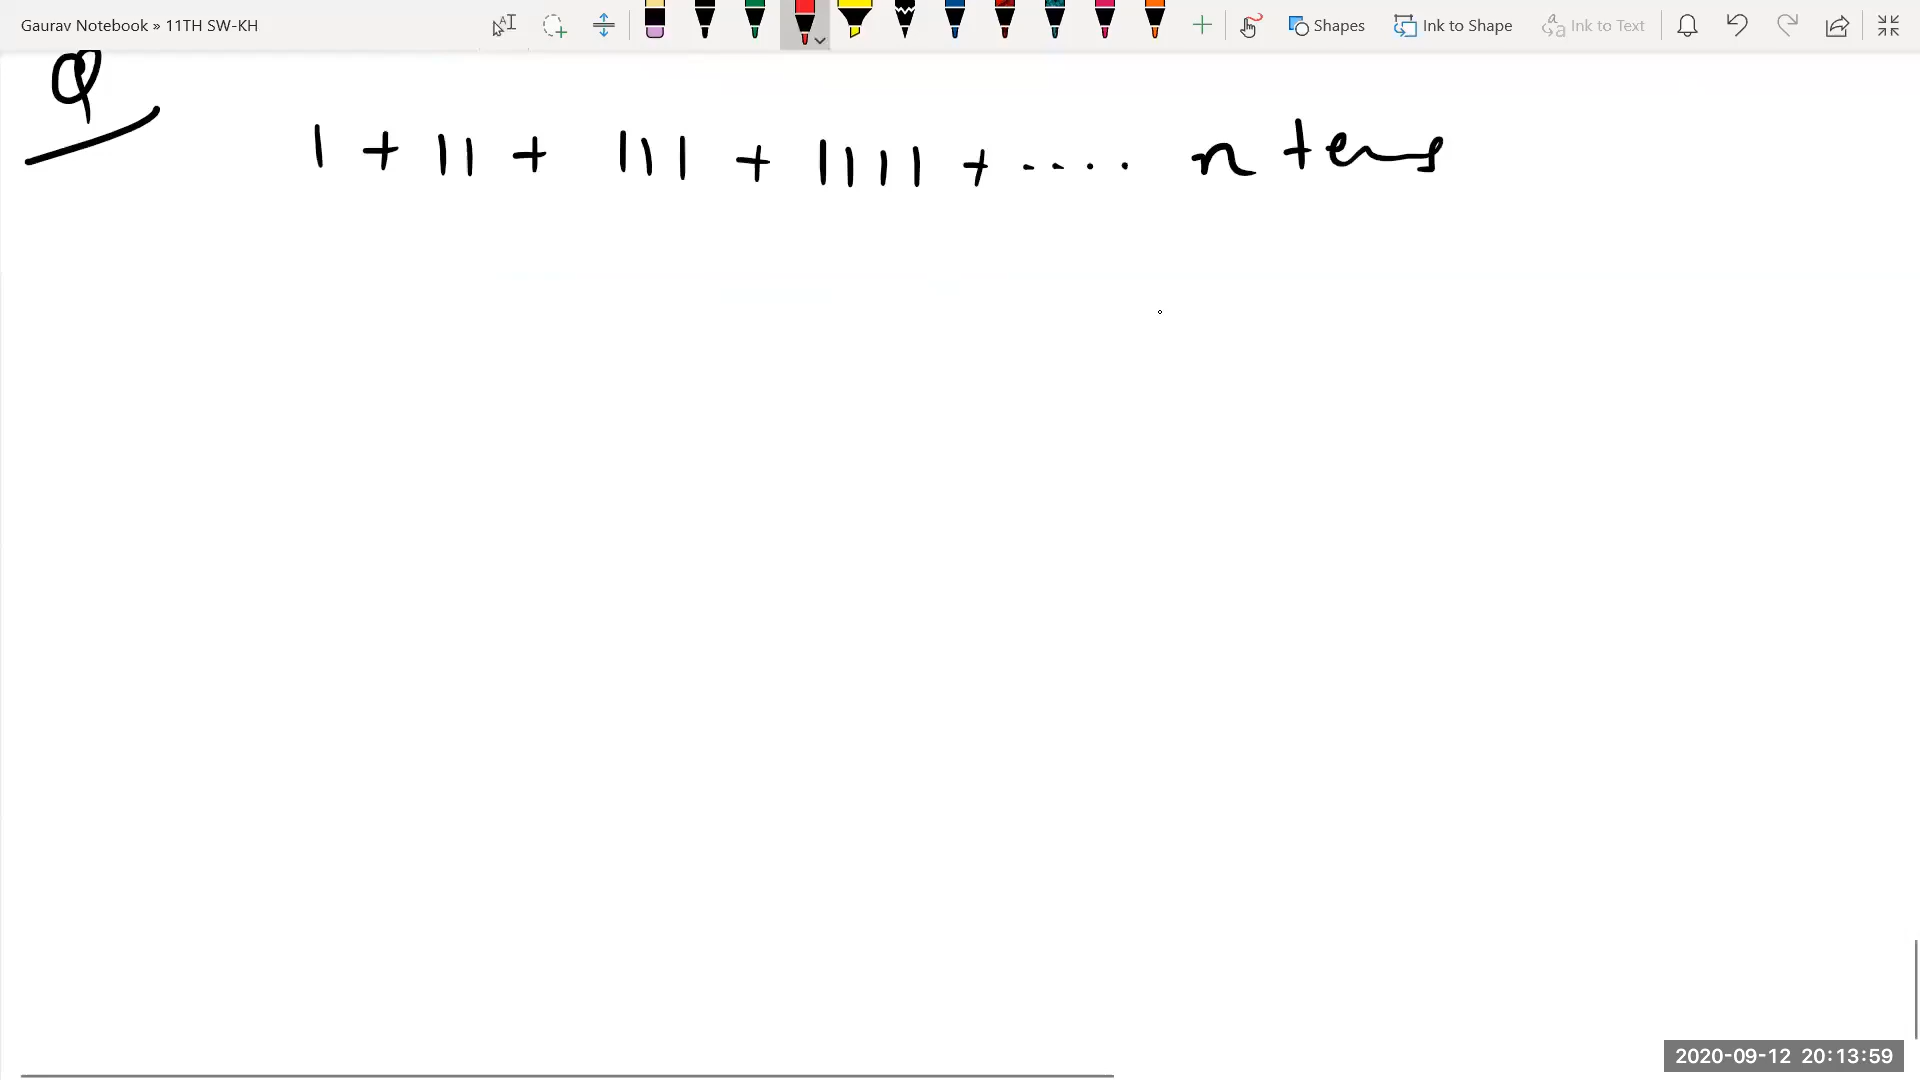 Gaurav Notebook » 11TH SW-KH
Shapes
Ink to Shape
Ink to Text
Q
1 + 11 + 111 + 1111 + .... n tems
2020-09-12 20:13:59